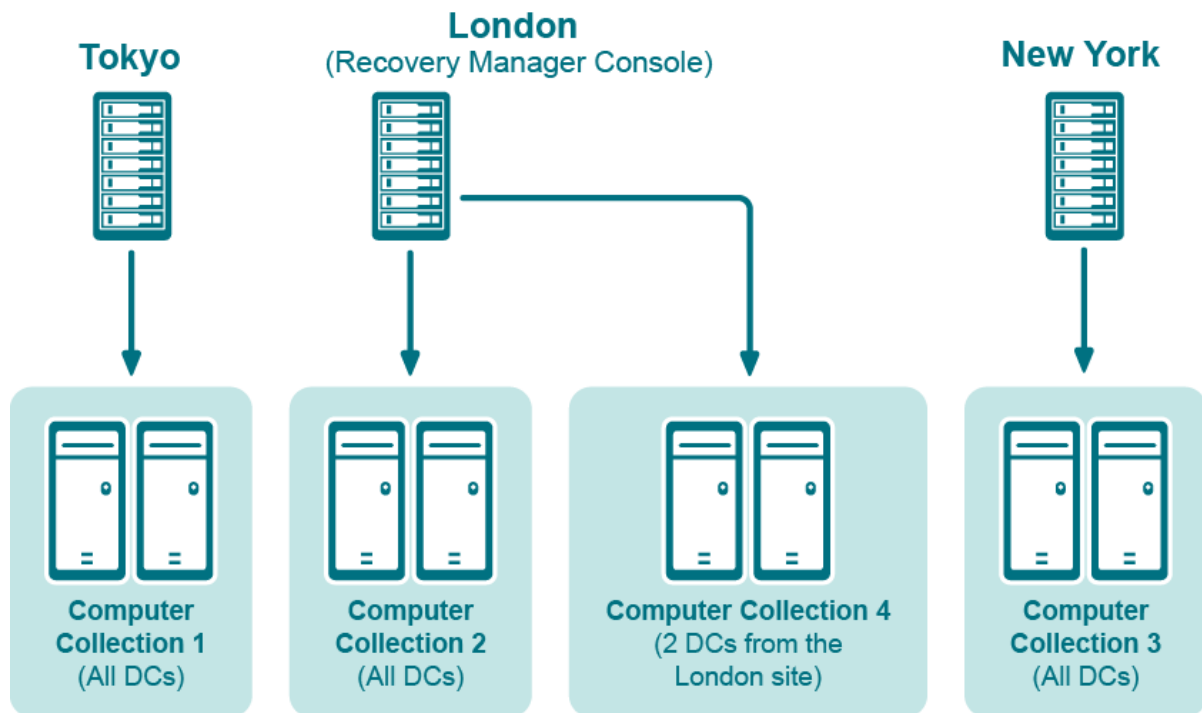 Tokyo
London
(Recovery Manager Console)
New York
Computer
Collection 1
(All DCs)
Computer
Collection 2
(All DCs)
Computer Collection 4
(2 DCs from the
London site)
Computer
Collection 3
(All DCs)